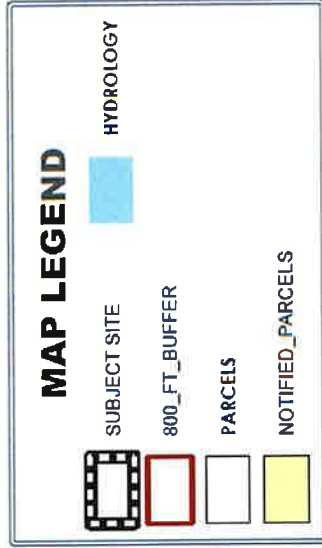 MAP LEGEND
SUBJECT SITE
HYDROLOGY
800_FT_BUFFER
PARCELS
NOTIFIED_PARCELS